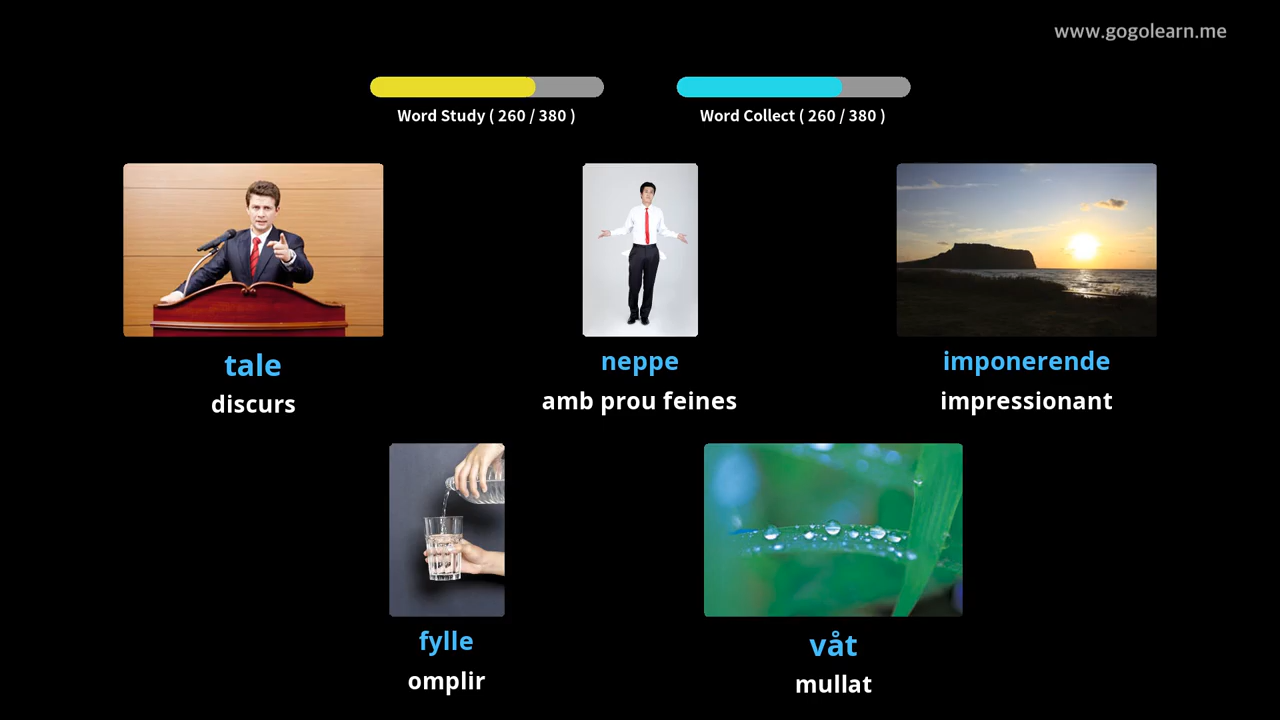 www.gogolearn.me
Word Study ( 260 / 380 )
Word Collect ( 260 / 380 )
tale
discurs
neppe
amb prou feines
imponerende
impressionant
fylle
omplir
våt
mullat